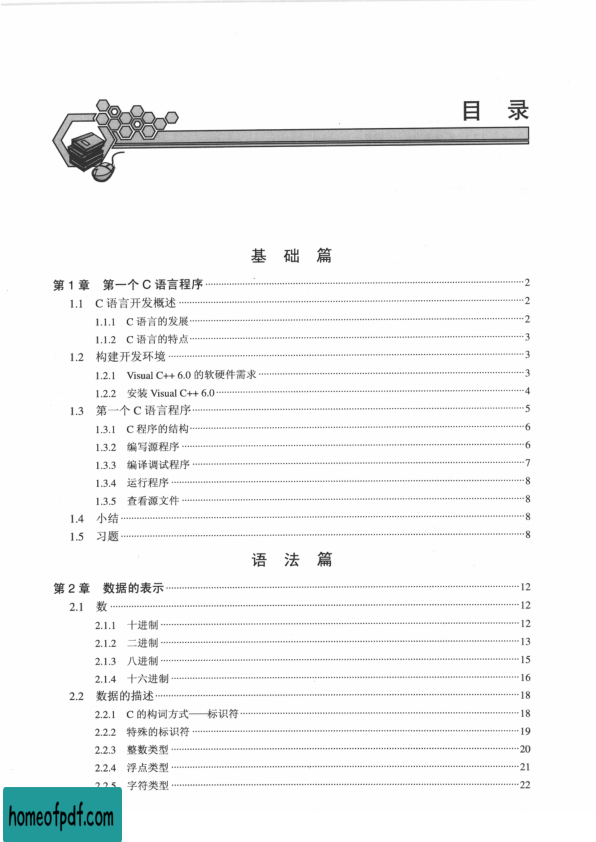 目 录
基 础 篇
第 1 章 第一个 C 语言程序 2
1.1 C 语言开发概述 2
1.1.1 C 语言的发展 2
1.1.2 C 语言的特点 3
1.2 构建开发环境 3
1.2.1 Visual C++ 6.0 的软硬件需求 3
1.2.2 安装 Visual C++ 6.0 4
1.3 第一个 C 语言程序 5
1.3.1 C 程序的结构 6
1.3.2 编写源程序 6
1.3.3 编译调试程序 7
1.3.4 运行程序 8
1.3.5 查看源文件 8
1.4 小结 8
1.5 习题 8
语 法 篇
第 2 章 数据的表示 12
2.1 数 12
2.1.1 十进制 12
2.1.2 二进制 13
2.1.3 八进制 15
2.1.4 十六进制 16
2.2 数据的描述 18
2.2.1 C 的构词方式——标识符 18
2.2.2 特殊的标识符 19
2.2.3 整数类型 20
2.2.4 浮点类型 21
2.2.5 字符类型 22
homeofpdf.com